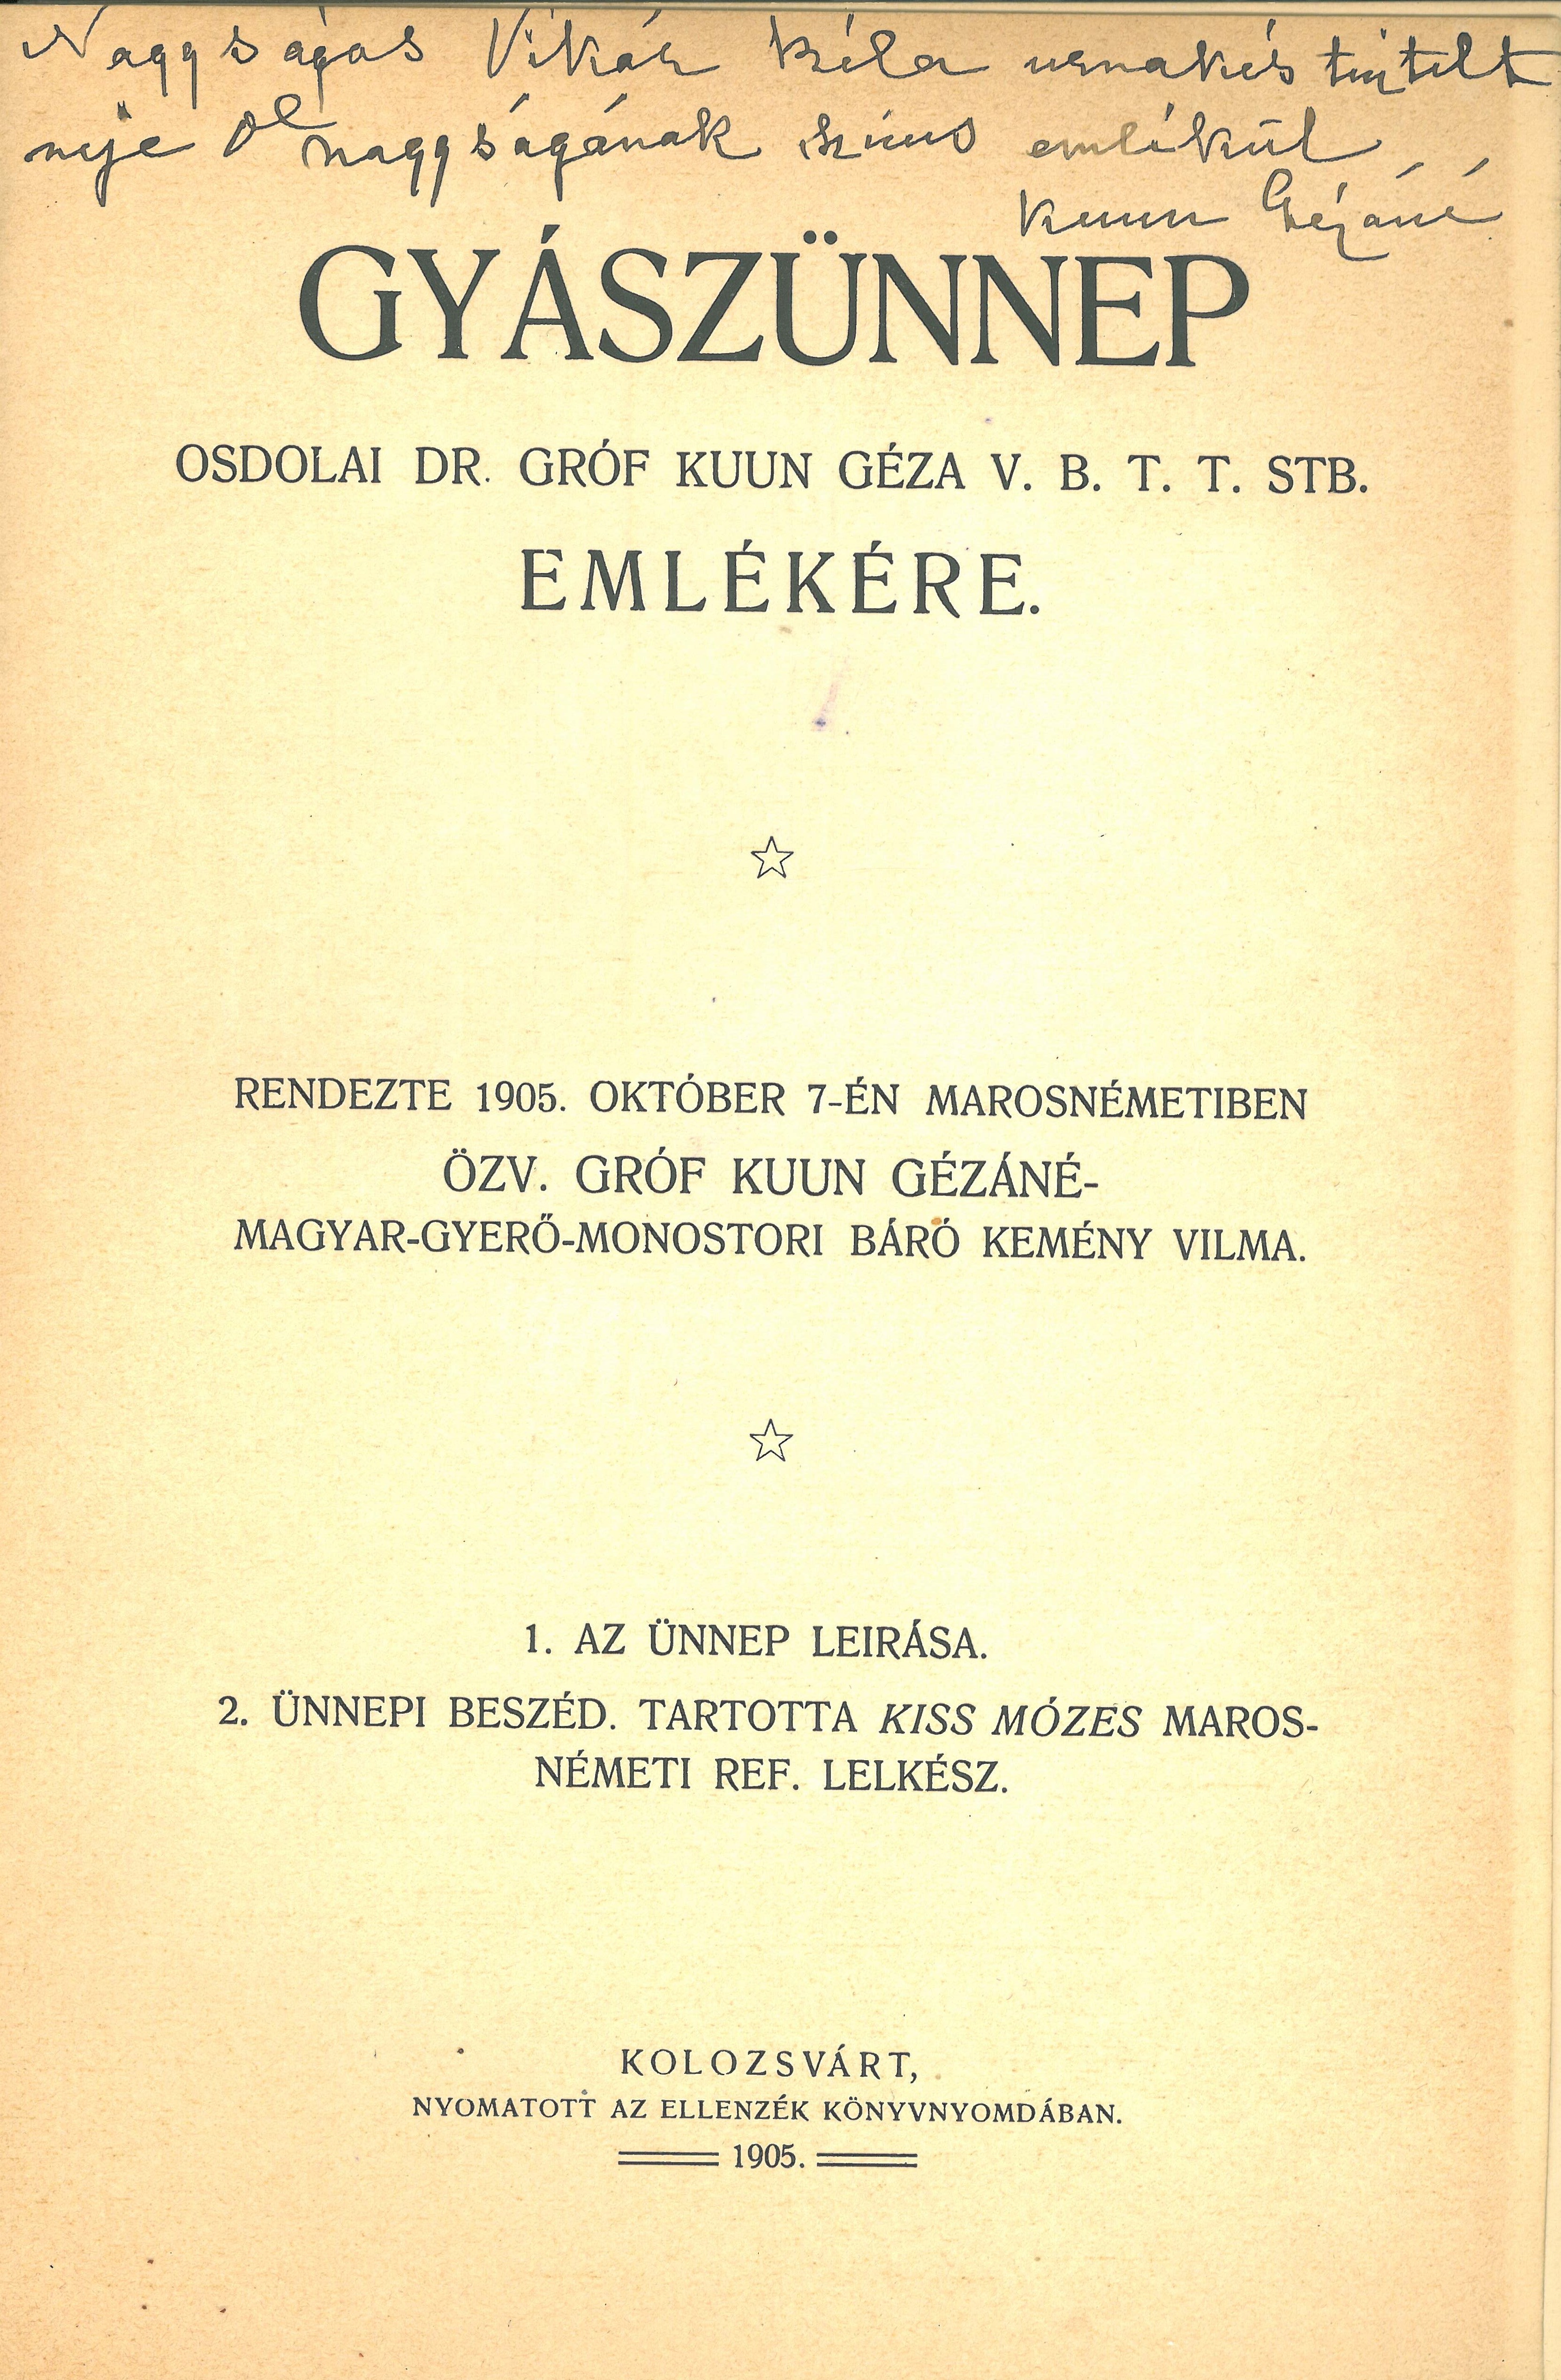 Nagyságos Vikár Béla urnak és tisztelt
neje Ő nagyságának szíves emlékül
Kuun Gézáné
GYÁSZÜNNEP
OSDOLAI DR. GRÓF KUUN GÉZA V. B. T. T. STB.
EMLÉKÉRE.
RENDEZTE 1905. OKTÓBER 7-ÉN MAROSNÉMETIBEN
ÖZV. GRÓF KUUN GÉZÁNÉ-
MAGYAR-GYERŐ-MONOSTORI BÁRÓ KEMÉNY VILMA.
1. AZ ÜNNEP LEIRÁSA.
2. ÜNNEPI BESZÉD. TARTOTTA KISS MÓZES MAROS-
NÉMETI REF. LELKÉSZ.
KOLOZSVÁRT,
NYOMATOTT AZ ELLENZÉK KÖNYVNYOMDÁBAN.
1905.